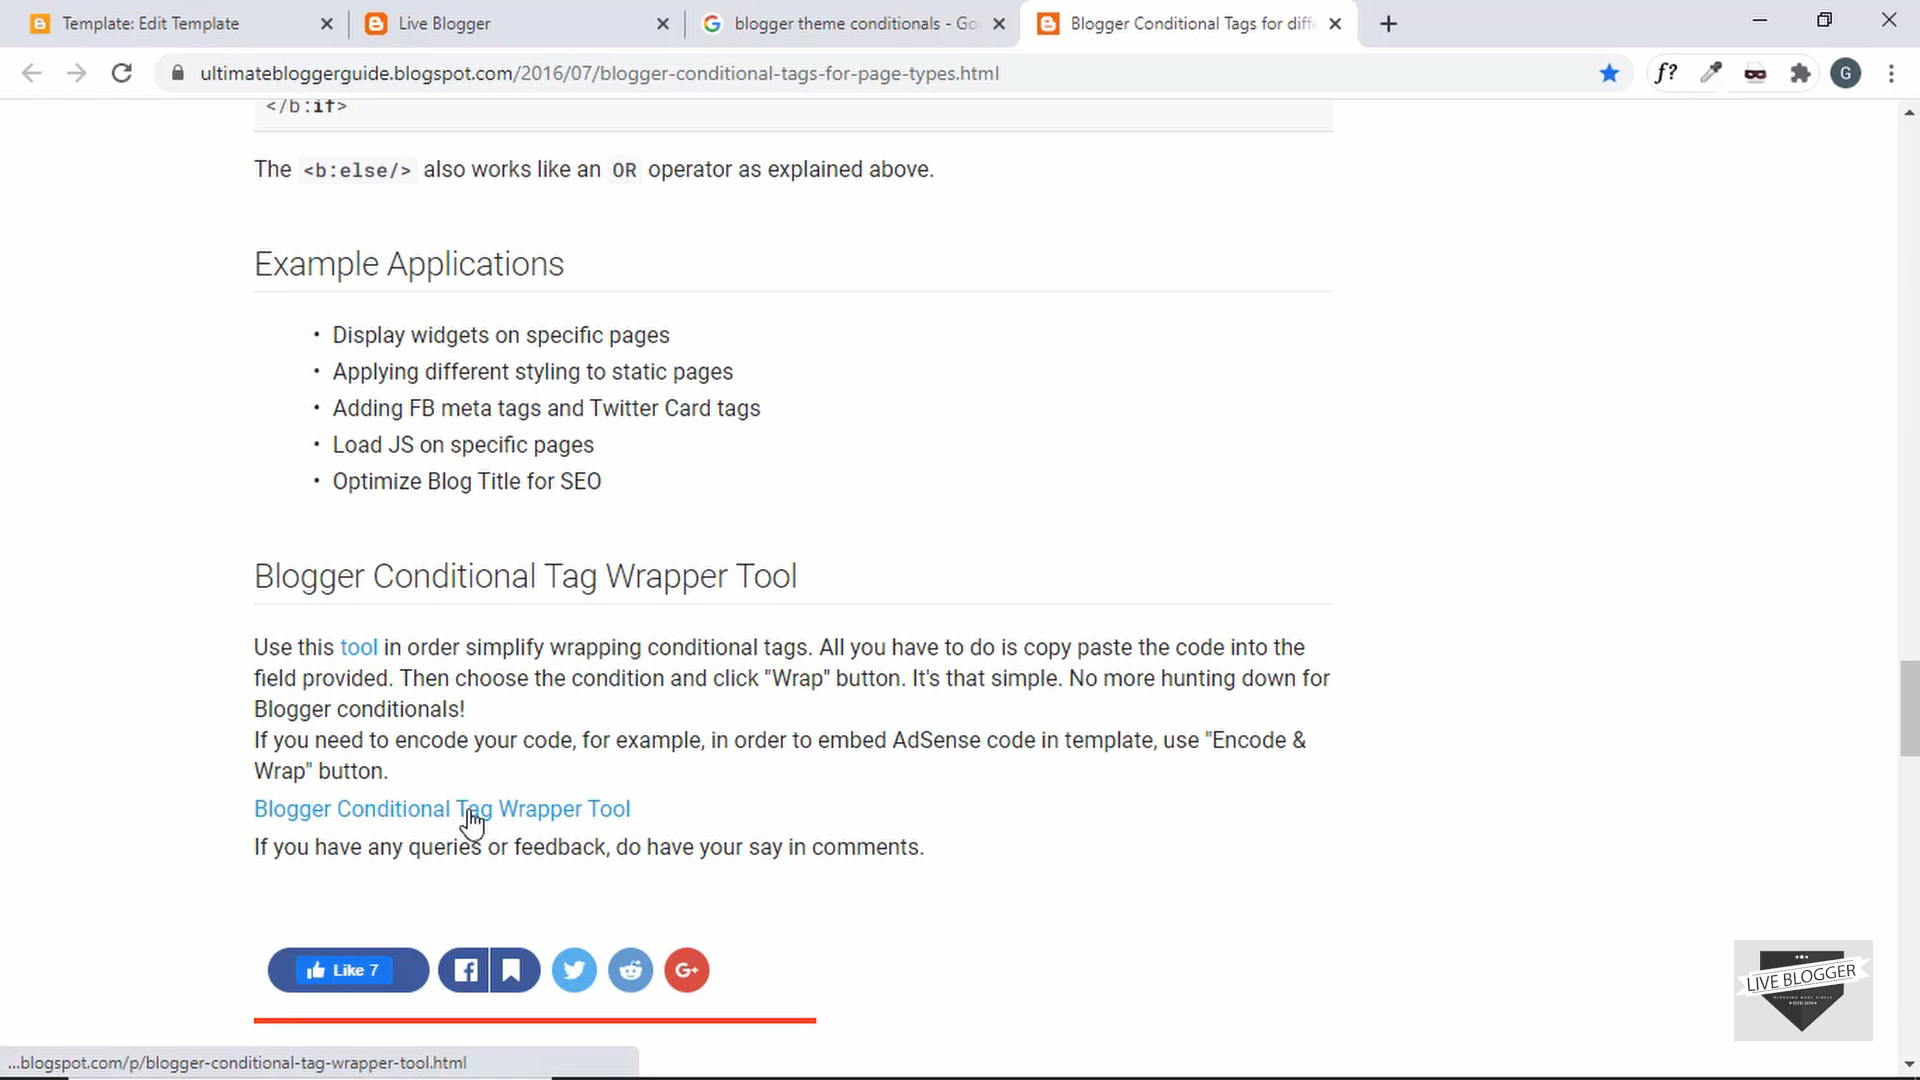 Template: Edit Template
Live Blogger
blogger theme conditionals - Go
Blogger Conditional Tags for diffe
ultimatebloggerguide.blogspot.com/2016/07/blogger-conditional-tags-for-page-types.html
f?
G
</b:if>
The <b:else/> also works like an OR operator as explained above.
Example Applications
• Display widgets on specific pages
• Applying different styling to static pages
• Adding FB meta tags and Twitter Card tags
• Load JS on specific pages
• Optimize Blog Title for SEO
Blogger Conditional Tag Wrapper Tool
Use this tool in order simplify wrapping conditional tags. All you have to do is copy paste the code into the
field provided. Then choose the condition and click "Wrap" button. It's that simple. No more hunting down for
Blogger conditionals!
If you need to encode your code, for example, in order to embed AdSense code in template, use "Encode &
Wrap" button.
Blogger Conditional Tag Wrapper Tool
If you have any queries or feedback, do have your say in comments.
Like 7
G+
LIVE BLOGGER
...blogspot.com/p/blogger-conditional-tag-wrapper-tool.html